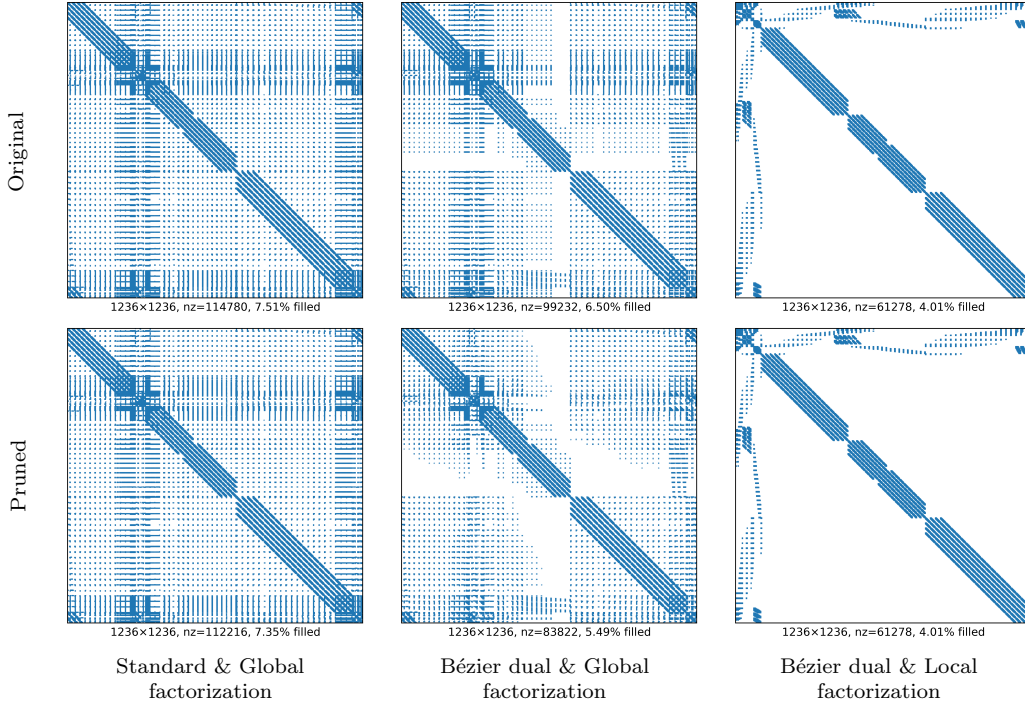 Original
1236×1236, nz=114780, 7.51% filled
1236×1236, nz=99232, 6.50% filled
1236×1236, nz=61278, 4.01% filled
Pruned
1236×1236, nz=112216, 7.35% filled
1236×1236, nz=83822, 5.49% filled
1236×1236, nz=61278, 4.01% filled
Standard & Global
factorization
Bézier dual & Global
factorization
Bézier dual & Local
factorization